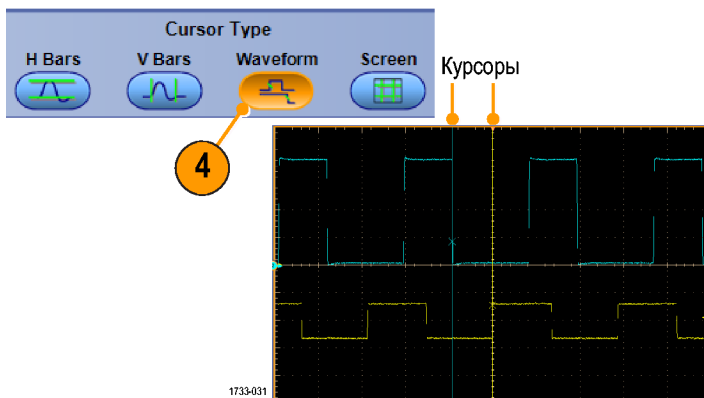 Cursor Type
H Bars V Bars Waveform Screen
Курсоры
4
1733-031